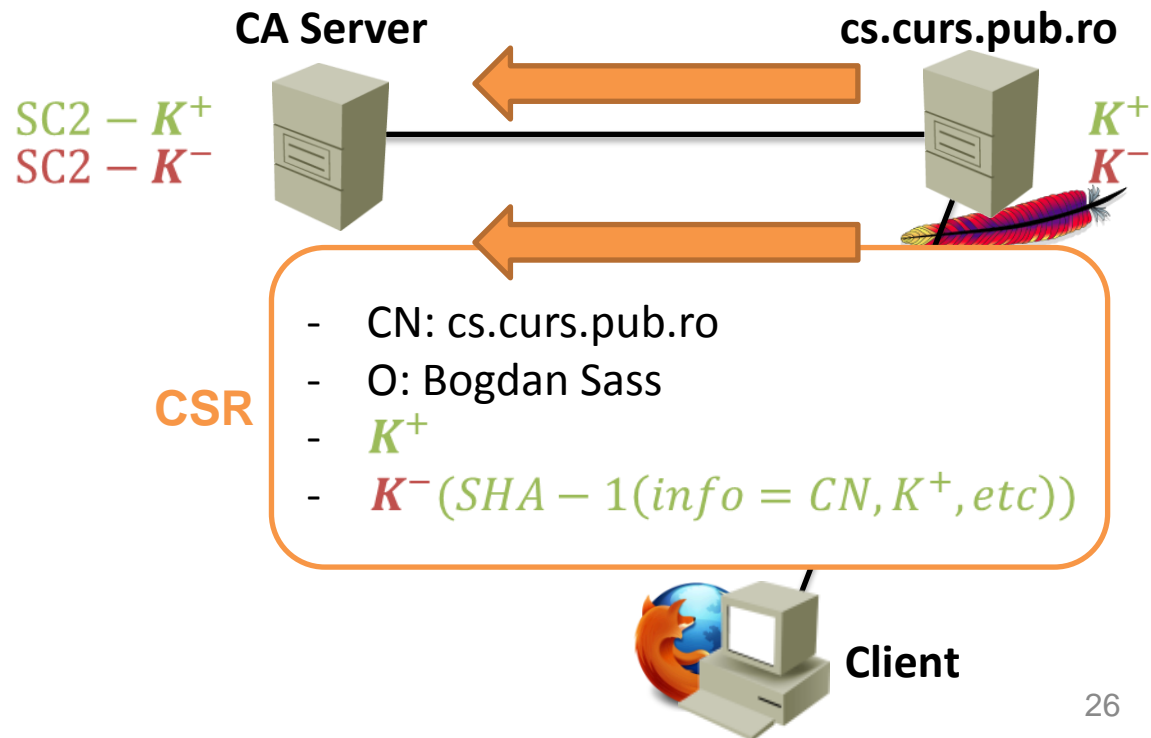 CA Server
cs.curs.pub.ro
SC2 − K⁺
SC2 − K⁻
K⁺
K⁻
CSR
- CN: cs.curs.pub.ro
- O: Bogdan Sass
- K⁺
- K⁻(SHA − 1(info = CN, K⁺, etc))
Client
26